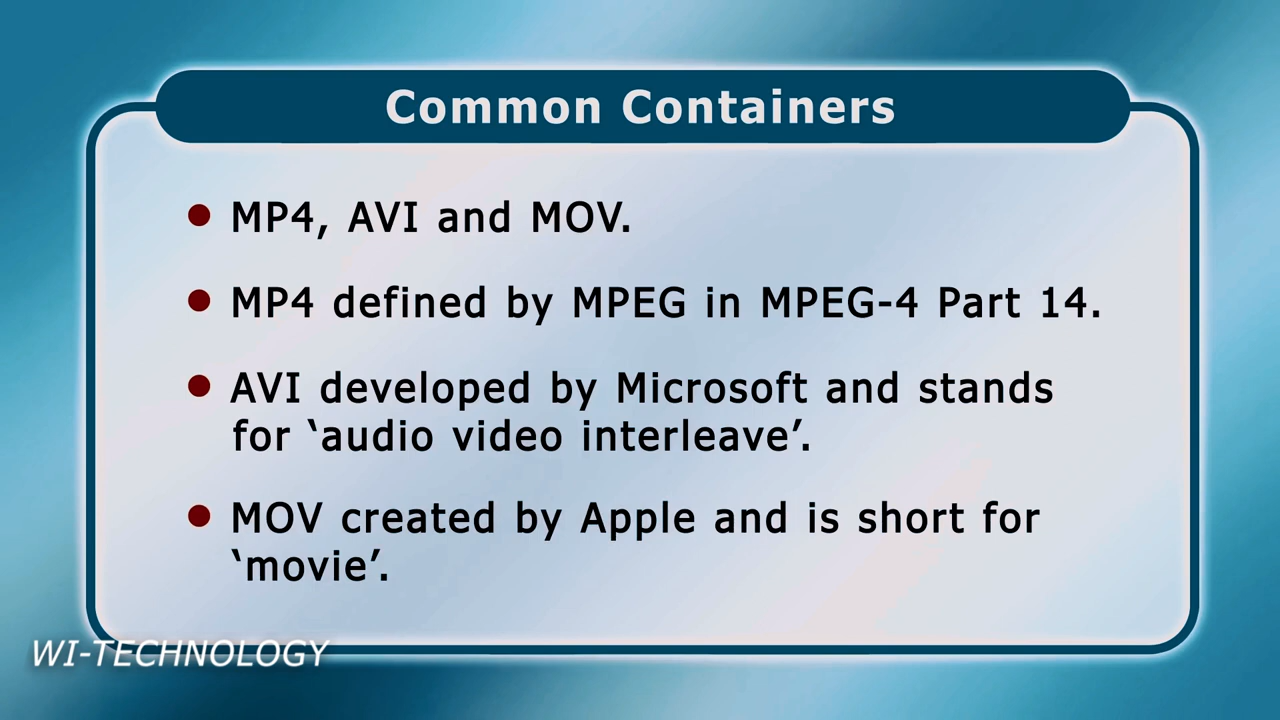 Common Containers
MP4, AVI and MOV.
MP4 defined by MPEG in MPEG-4 Part 14.
AVI developed by Microsoft and stands
for ‘audio video interleave’.
MOV created by Apple and is short for
‘movie’.
WI-TECHNOLOGY